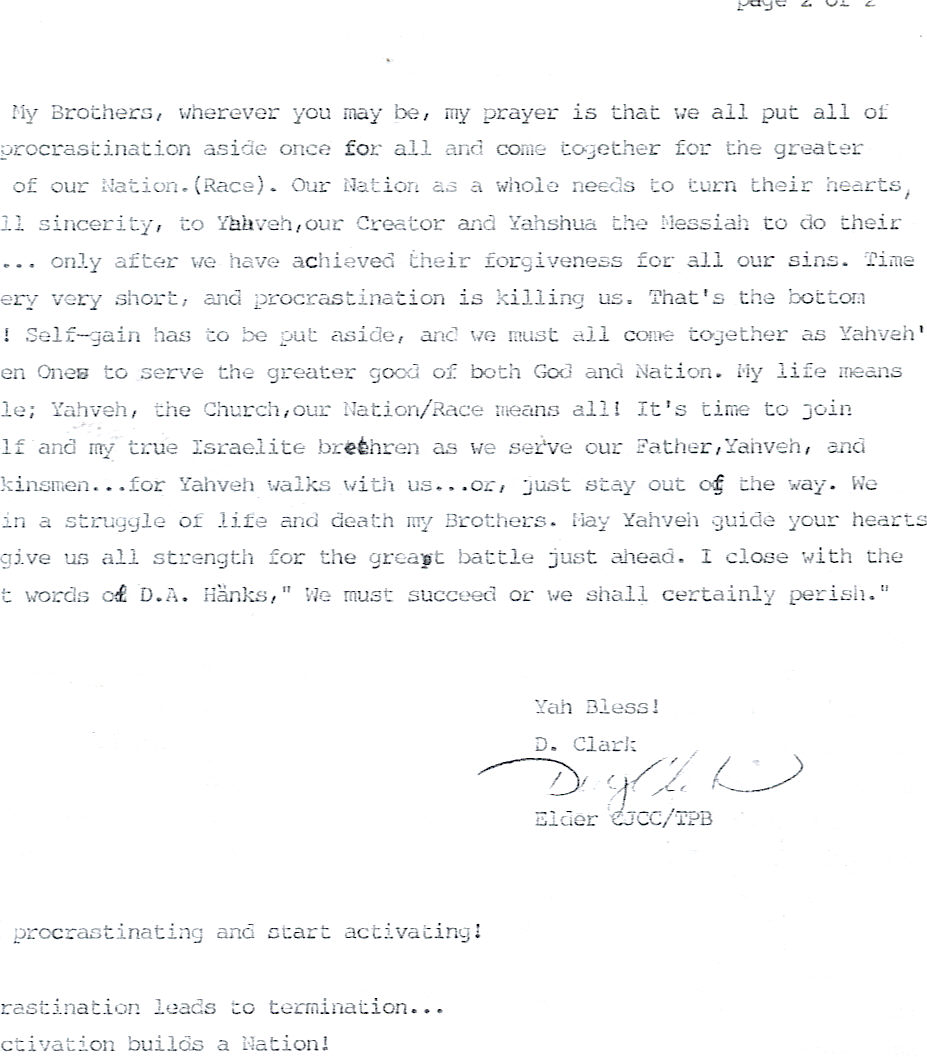 page 2 of 2
My Brothers, wherever you may be, my prayer is that we all put all of
procrastination aside once for all and come together for the greater
of our Nation.(Race). Our Nation as a whole needs to turn their hearts,
ll sincerity, to Yahveh,our Creator and Yahshua the Messiah to do their
... only after we have achieved their forgiveness for all our sins. Time
ery very short, and procrastination is killing us. That's the bottom
! Self-gain has to be put aside, and we must all come together as Yahveh'
en Ones to serve the greater good of both God and Nation. My life means
le; Yahveh, the Church,our Nation/Race means all! It's time to join
lf and my true Israelite brethren as we serve our Father,Yahveh, and
kinsmen...for Yahveh walks with us...or, just stay out of the way. We
in a struggle of life and death my Brothers. May Yahveh guide your hearts
give us all strength for the great battle just ahead. I close with the
t words of D.A. Hänks," We must succeed or we shall certainly perish."
Yah Bless!
D. Clark
Elder CJCC/TPB
procrastinating and start activating!
rastination leads to termination...
ctivation builds a Nation!